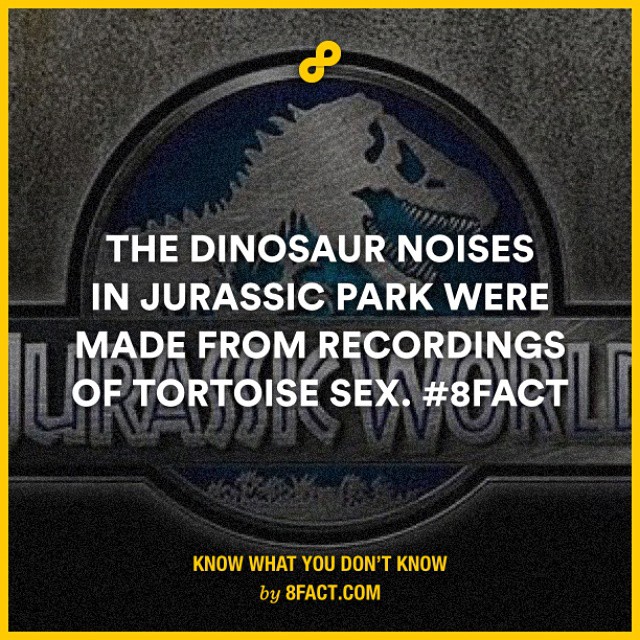 THE DINOSAUR NOISES
IN JURASSIC PARK WERE
MADE FROM RECORDINGS
OF TORTOISE SEX. #8FACT
JURASSIC WORLD
KNOW WHAT YOU DON'T KNOW
by 8FACT.COM